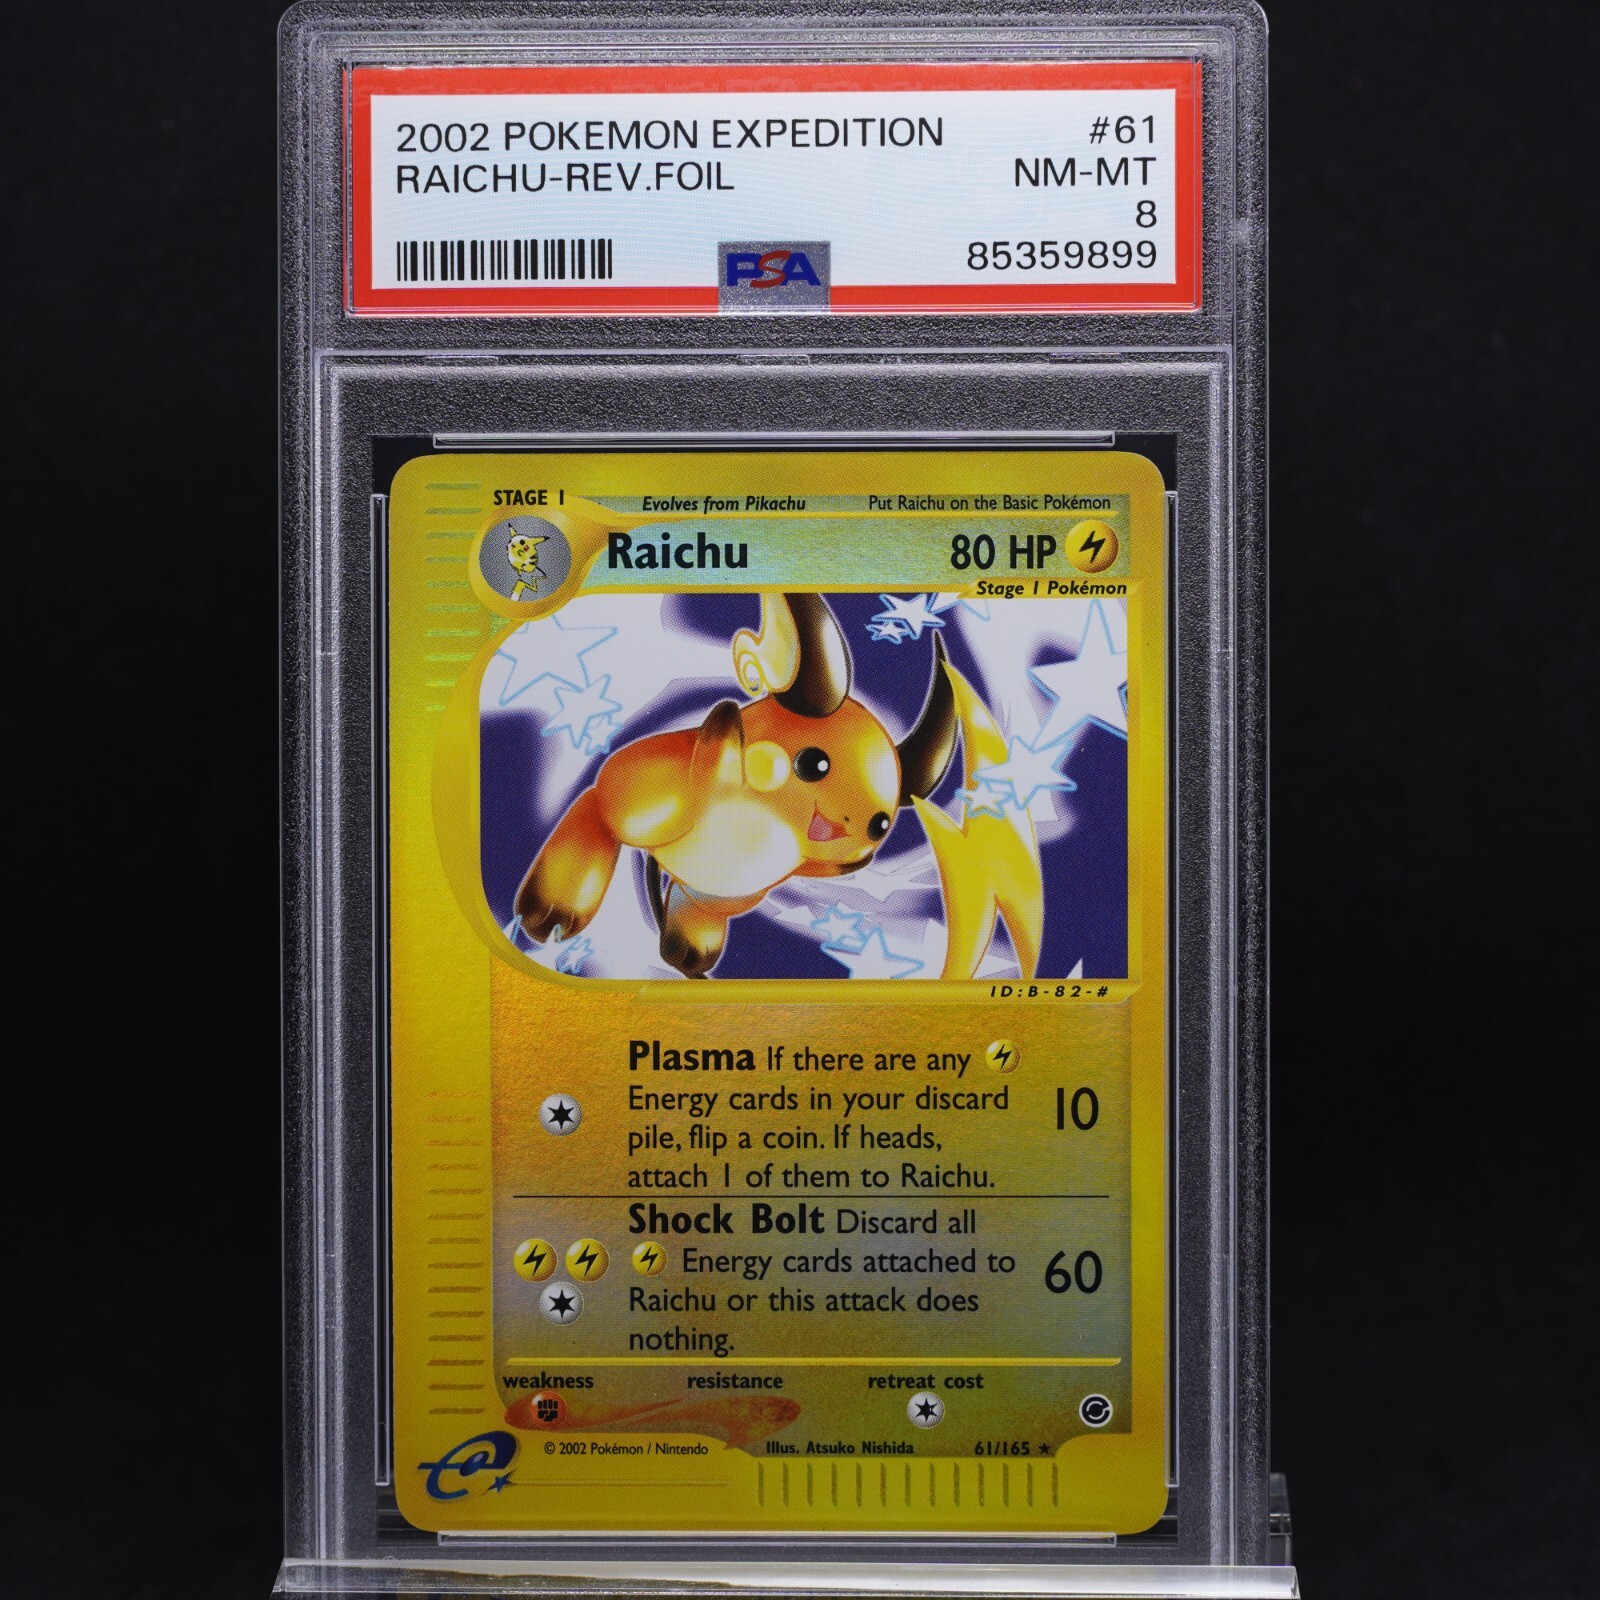 2002 POKEMON EXPEDITION #61
RAICHU-REV.FOIL NM-MT
8
PSA 85359899
STAGE 1 Evolves from Pikachu Put Raichu on the Basic Pokémon
Raichu 80 HP
Stage 1 Pokémon
ID:B-82-#
Plasma If there are any
Energy cards in your discard
pile, flip a coin. If heads,
attach 1 of them to Raichu.
10
Shock Bolt Discard all
Energy cards attached to
Raichu or this attack does
nothing.
60
weakness resistance retreat cost
© 2002 Pokémon / Nintendo Illus. Atsuko Nishida 61/165 ★
e